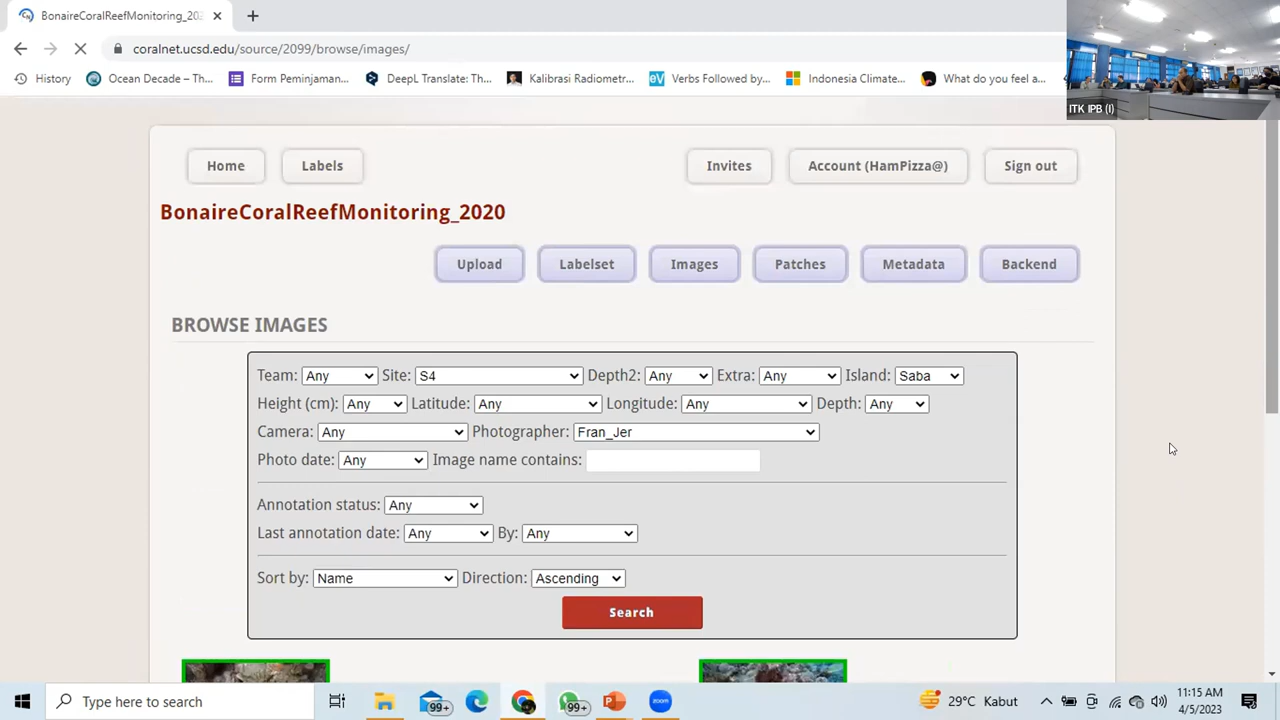 BonaireCoralReefMonitoring_202
coralnet.ucsd.edu/source/2099/browse/images/
History Ocean Decade – Th... Form Peminjaman... DeepL Translate: Th... Kalibrasi Radiometr... Verbs Followed by... Indonesia Climate... What do you feel a...
ITK IPB (I)
Home Labels Invites Account (HamPizza@) Sign out
BonaireCoralReefMonitoring_2020
Upload Labelset Images Patches Metadata Backend
BROWSE IMAGES
Team: Any Site: S4 Depth2: Any Extra: Any Island: Saba
Height (cm): Any Latitude: Any Longitude: Any Depth: Any
Camera: Any Photographer: Fran_Jer
Photo date: Any Image name contains:
Annotation status: Any
Last annotation date: Any By: Any
Sort by: Name Direction: Ascending
Search
Type here to search 99+ 99+ zoom 29°C Kabut 11:15 AM
4/5/2023